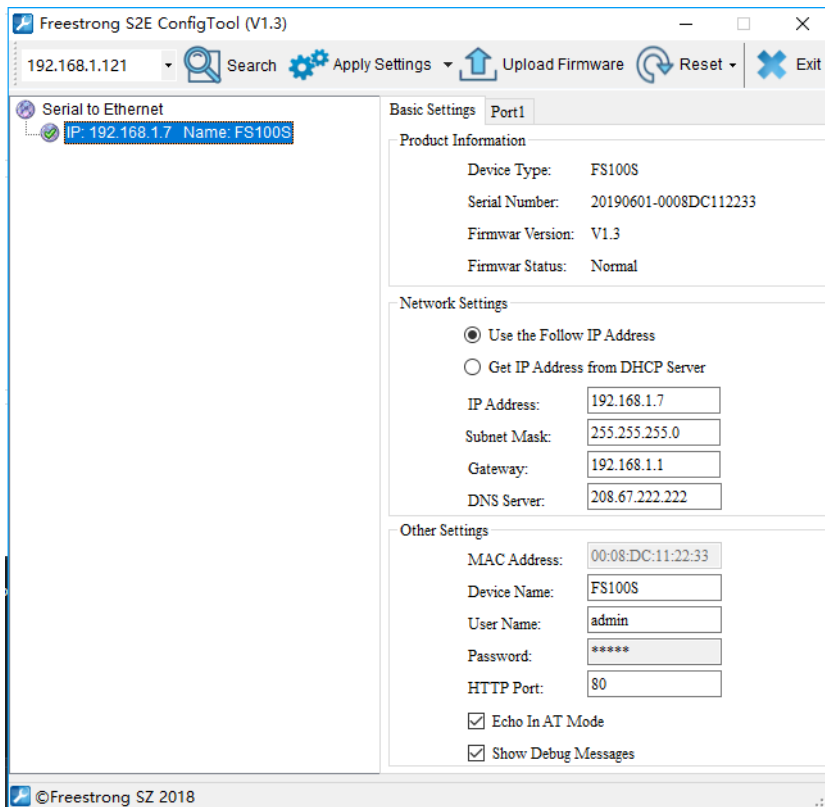 Freestrong S2E ConfigTool (V1.3)
192.168.1.121 Search Apply Settings Upload Firmware Reset Exit
Serial to Ethernet
IP: 192.168.1.7 Name: FS100S
Basic Settings Port1
Product Information
Device Type: FS100S
Serial Number: 20190601-0008DC112233
Firmwar Version: V1.3
Firmwar Status: Normal
Network Settings
Use the Follow IP Address
Get IP Address from DHCP Server
IP Address: 192.168.1.7
Subnet Mask: 255.255.255.0
Gateway: 192.168.1.1
DNS Server: 208.67.222.222
Other Settings
MAC Address: 00:08:DC:11:22:33
Device Name: FS100S
User Name: admin
Password: *****
HTTP Port: 80
Echo In AT Mode
Show Debug Messages
©Freestrong SZ 2018